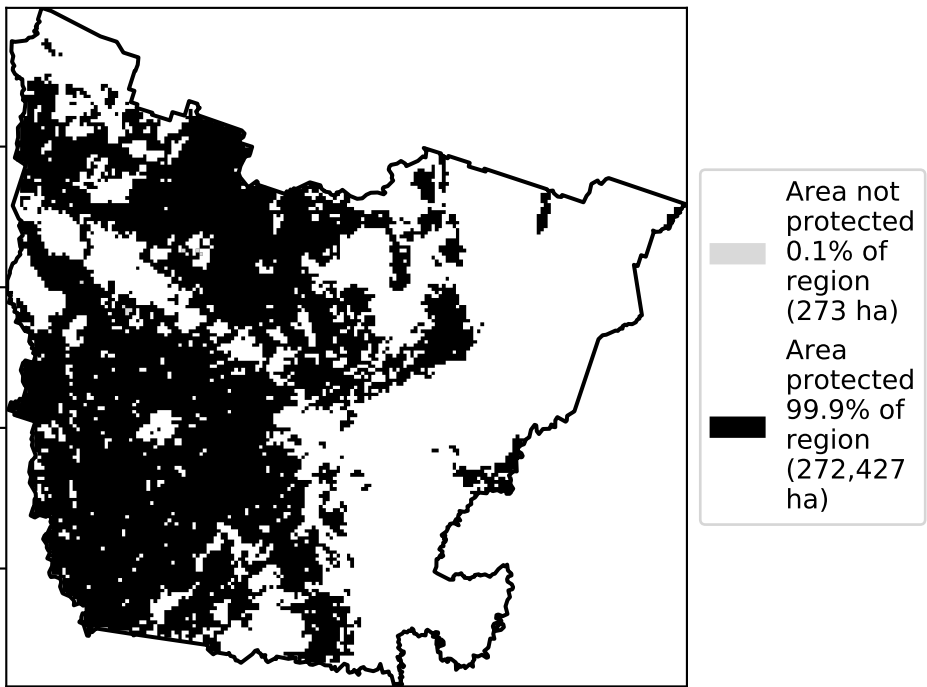 Area not
protected
0.1% of
region
(273 ha)
Area
protected
99.9% of
region
(272,427
ha)